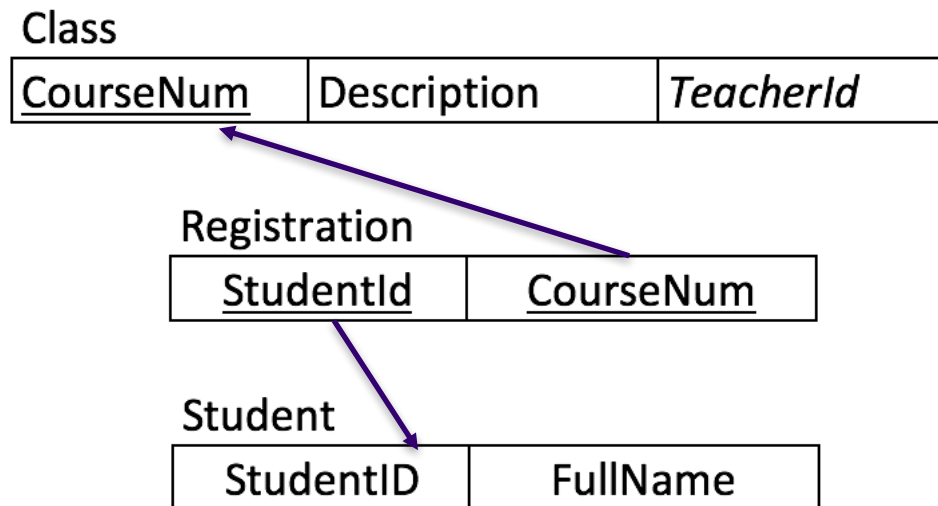 Class
CourseNum Description TeacherId
Registration
StudentId CourseNum
Student
StudentID FullName